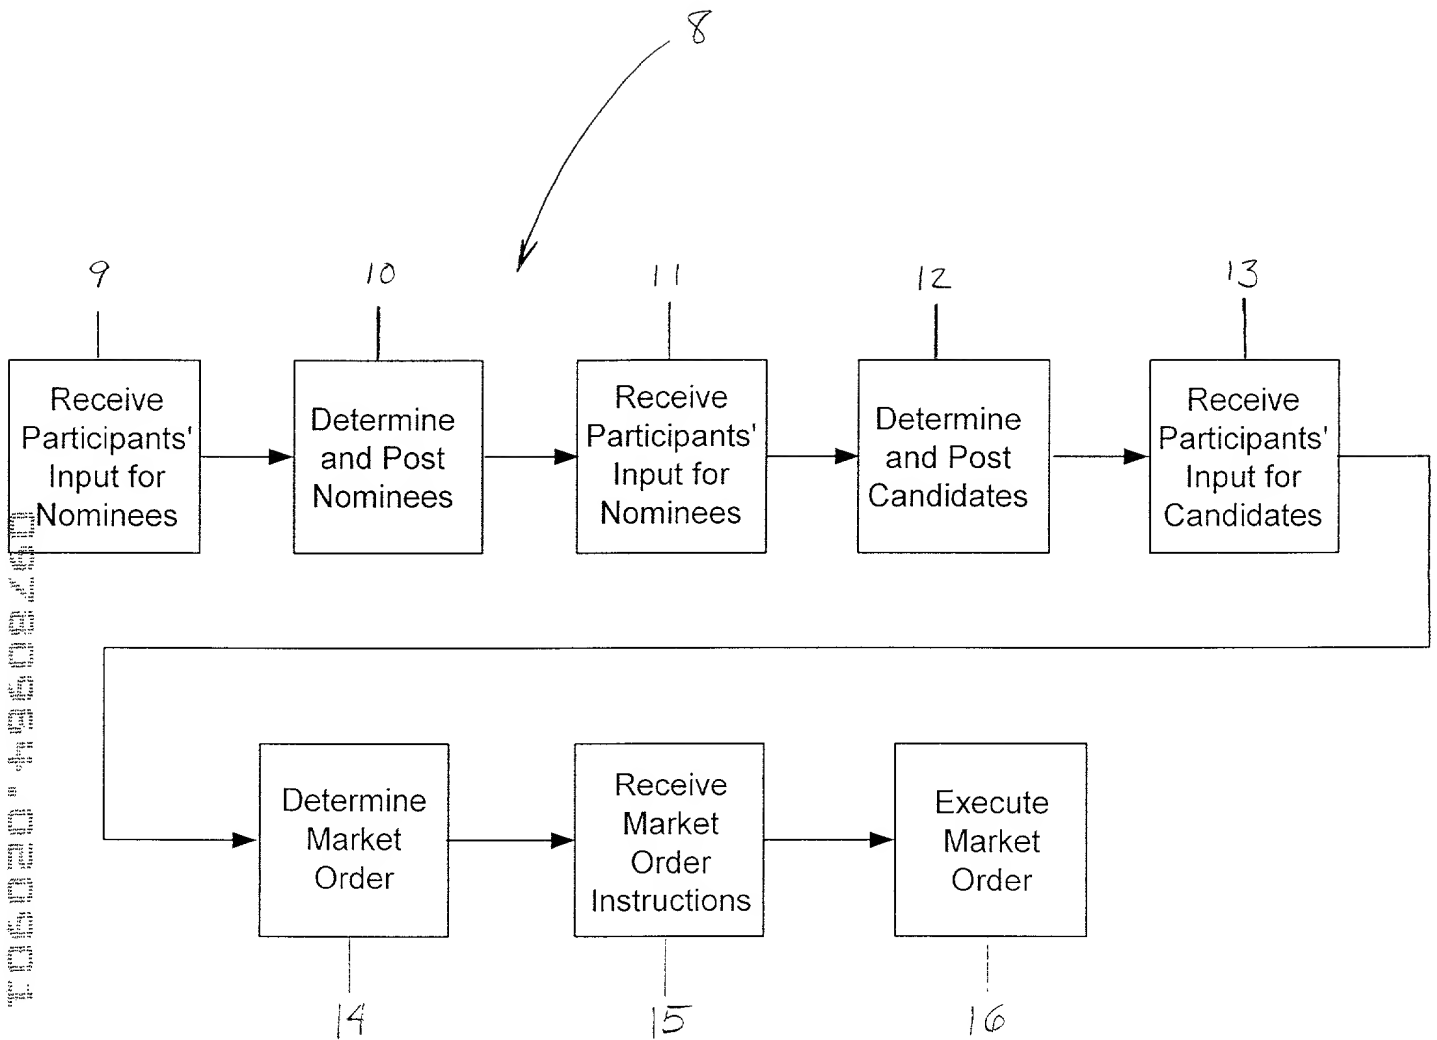 8
9
10
11
12
13
Receive
Participants'
Input for
Nominees
Determine
and Post
Nominees
Receive
Participants'
Input for
Nominees
Determine
and Post
Candidates
Receive
Participants'
Input for
Candidates
Determine
Market
Order
Receive
Market
Order
Instructions
Execute
Market
Order
14
15
16
09780964.020901